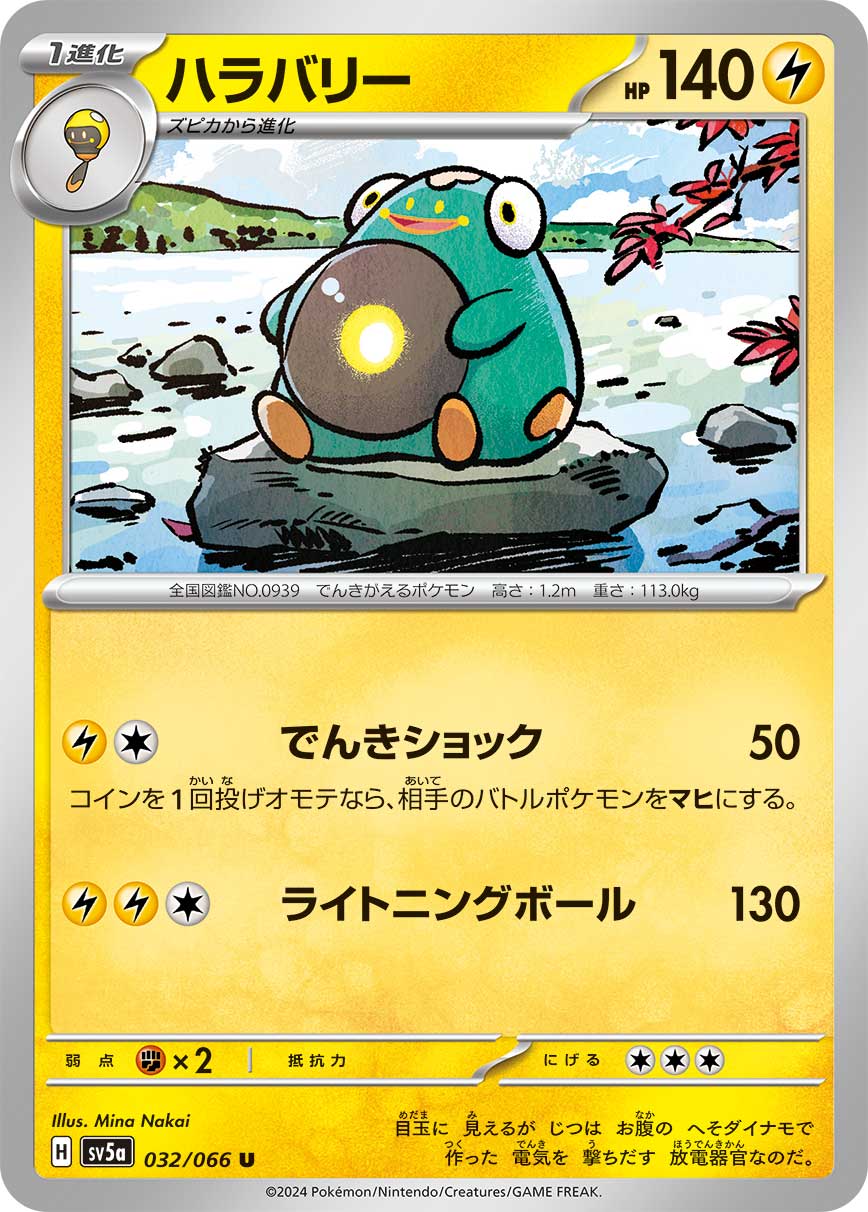 1進化
ハラバリー
HP 140
ズピカから進化
全国図鑑NO.0939 でんきがえるポケモン 高さ：1.2m 重さ：113.0kg
でんきショック 50
コインを1回投げオモテなら、相手のバトルポケモンをマヒにする。
ライトニングボール 130
弱点 ×2 抵抗力 にげる
Illus. Mina Nakai
目玉に 見えるが じつは お腹の へそダイナモで
作った 電気を 撃ちだす 放電器官なのだ。
H sv5a 032/066 U
©2024 Pokémon/Nintendo/Creatures/GAME FREAK.